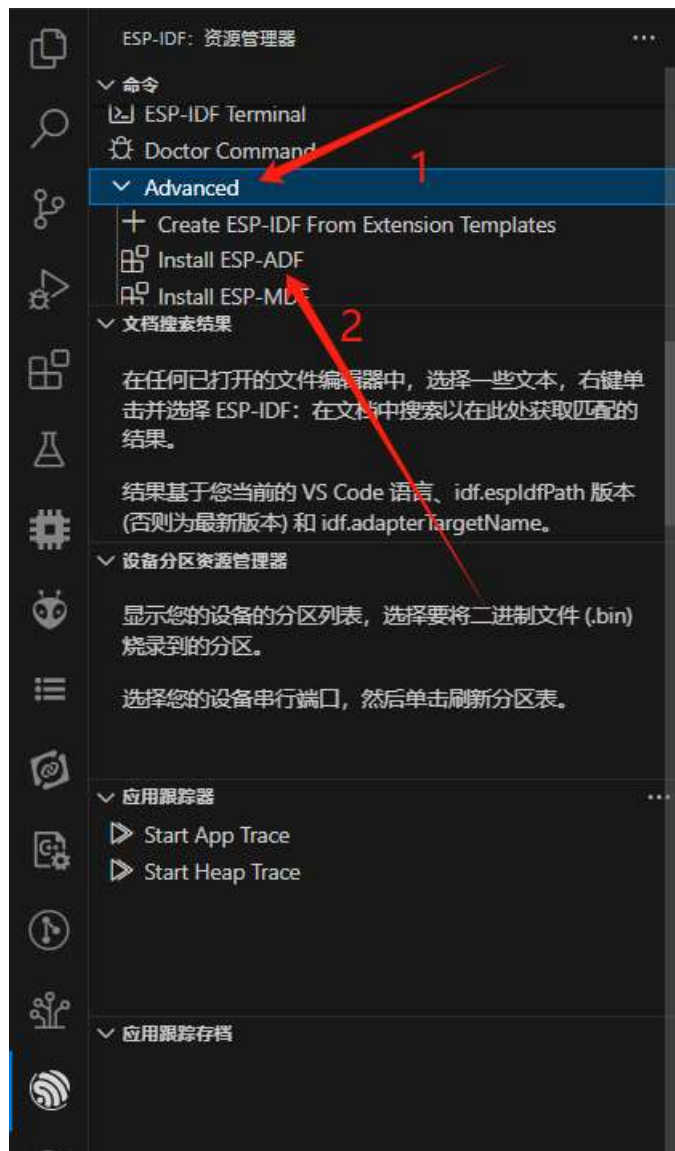 ESP-IDF：资源管理器
命令
ESP-IDF Terminal
Doctor Command
1
Advanced
Create ESP-IDF From Extension Templates
Install ESP-ADF
Install ESP-MDF
2
文档搜索结果
在任何已打开的文件编辑器中，选择一些文本，右键单
击并选择 ESP-IDF：在文档中搜索以在此处获取匹配的
结果。
结果基于您当前的 VS Code 语言、idf.espIdfPath 版本
(否则为最新版本) 和 idf.adapterTargetName。
设备分区资源管理器
显示您的设备的分区列表，选择要将二进制文件 (.bin)
烧录到的分区。
选择您的设备串行端口，然后单击刷新分区表。
应用跟踪器
Start App Trace
Start Heap Trace
应用跟踪存档